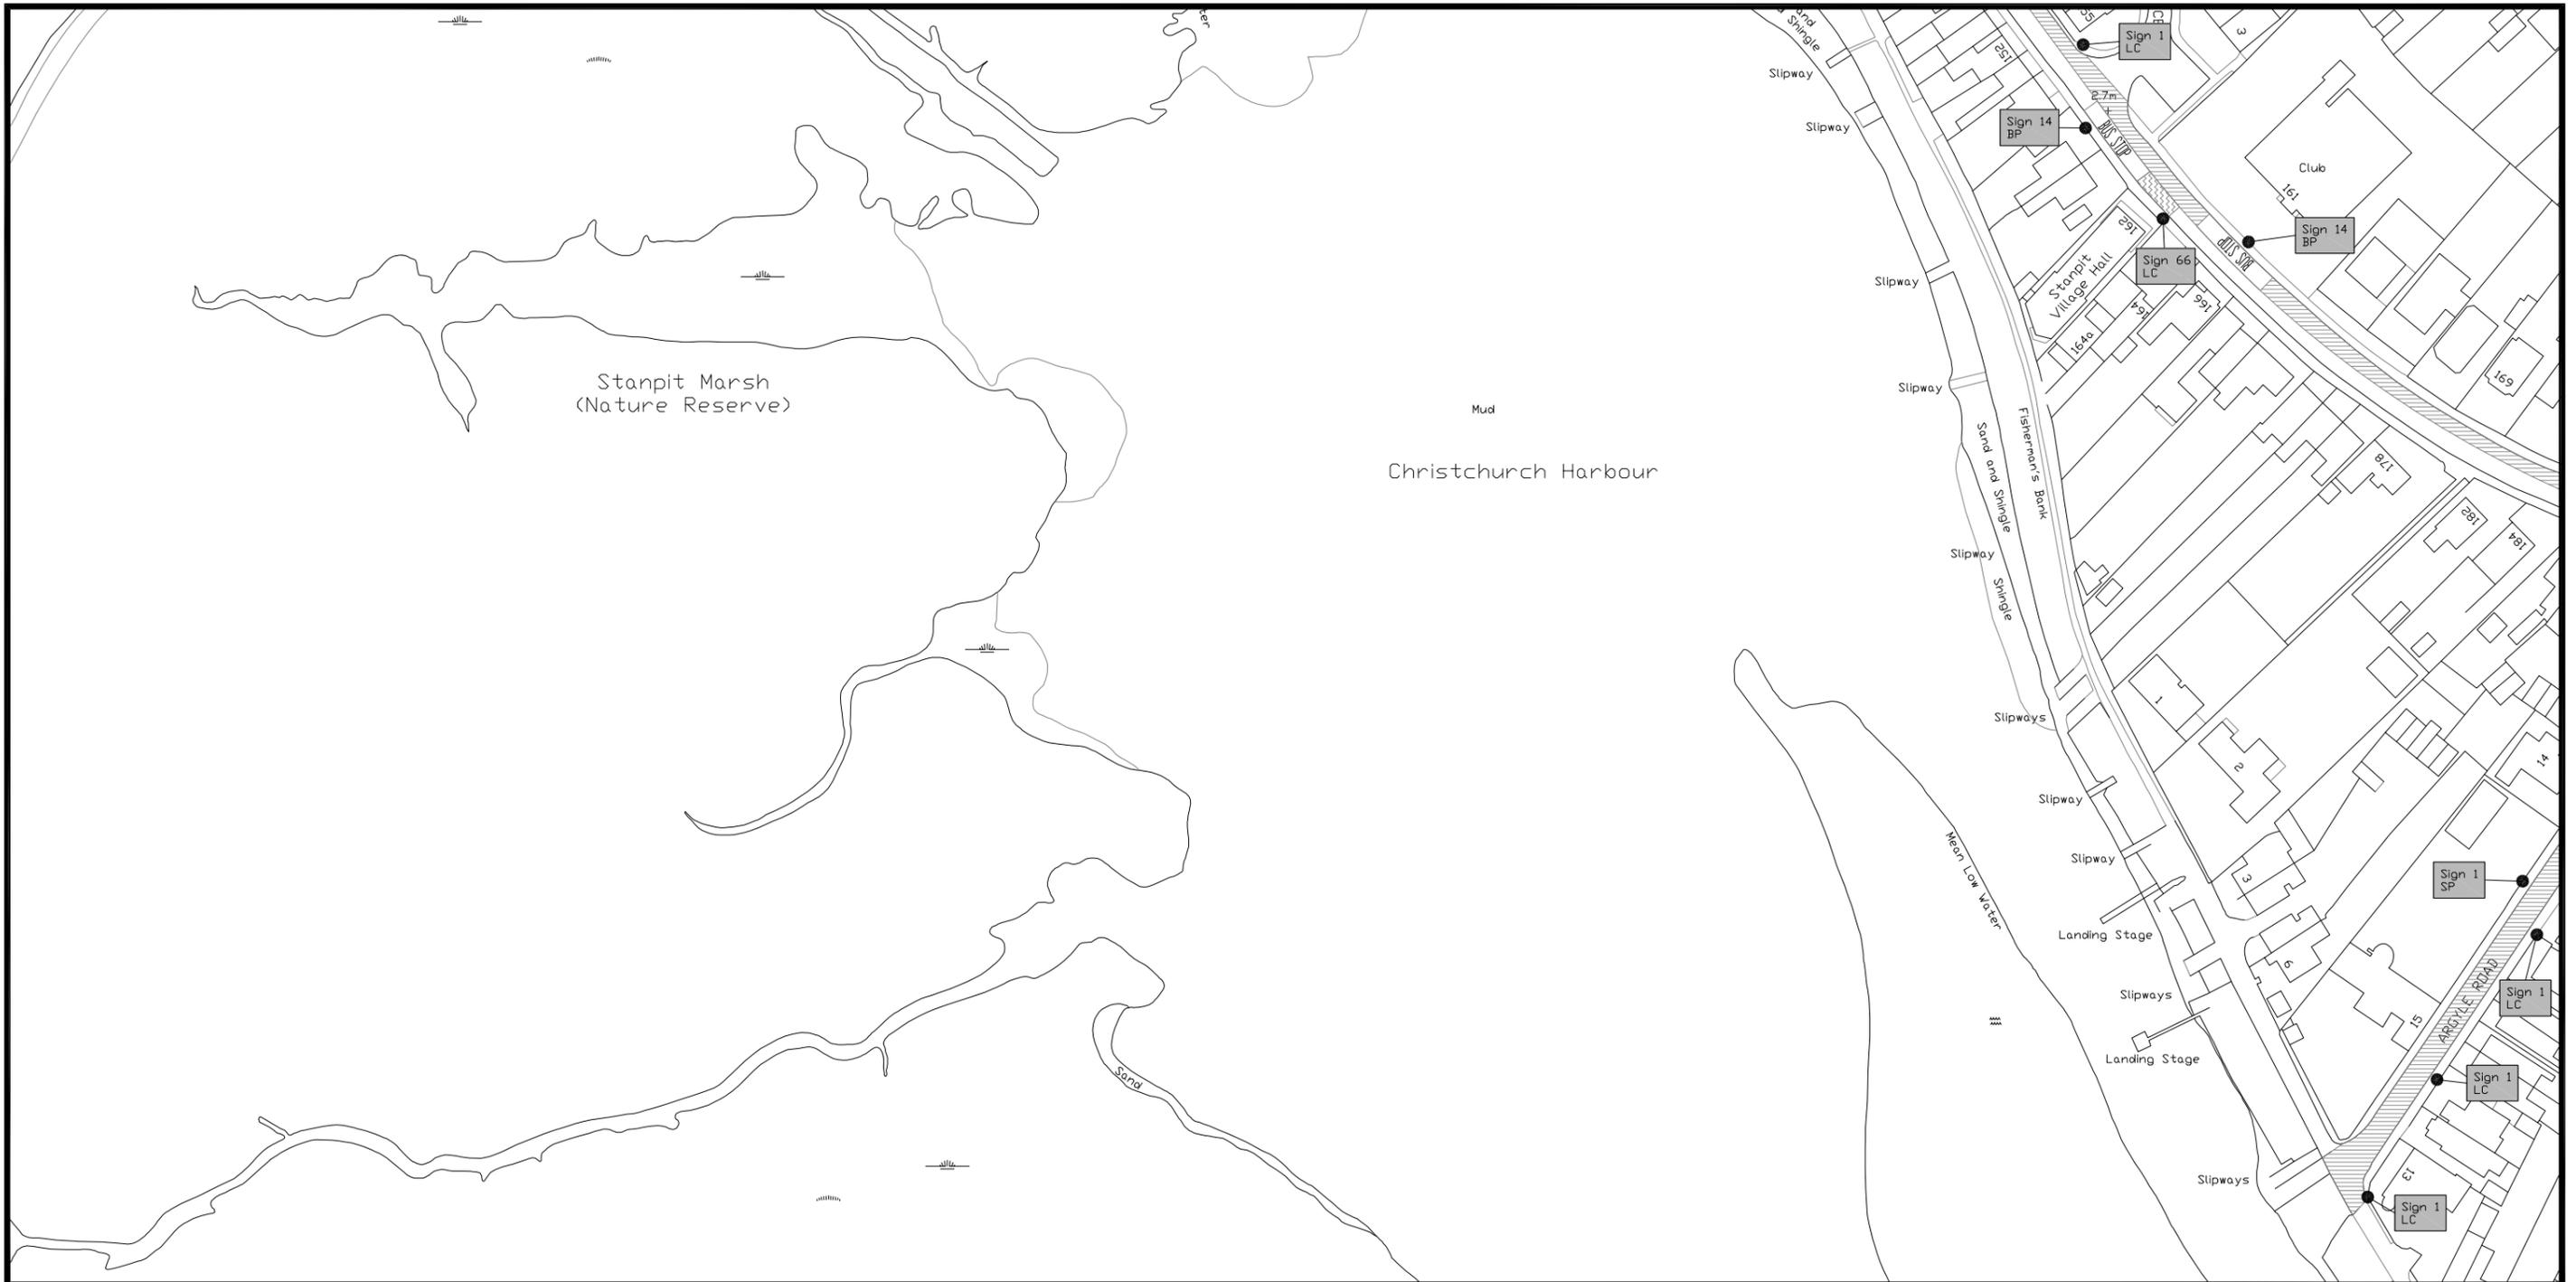 Sand
Shingle
Slipway
Slipway
Slipway
Slipway
Slipway
Slipways
Slipway
Slipway
Landing Stage
Slipways
Landing Stage
Slipways
Sand and Shingle
Shingle
Fisherman's Bank
Mean Low Water
Mud
Christchurch Harbour
Stanpit Marsh
(Nature Reserve)
Sand
152
Sign 1
LC
3
2.7m
BUS STOP
Sign 14
BP
Club
161
Sign 14
BP
BUS STOP
Sign 66
LC
162
Stanpit
Village Hall
164
166
164a
169
178
182
184
1
2
14
3
6
Sign 1
SP
15
ARGYLE ROAD
Sign 1
LC
Sign 1
LC
13
Sign 1
LC